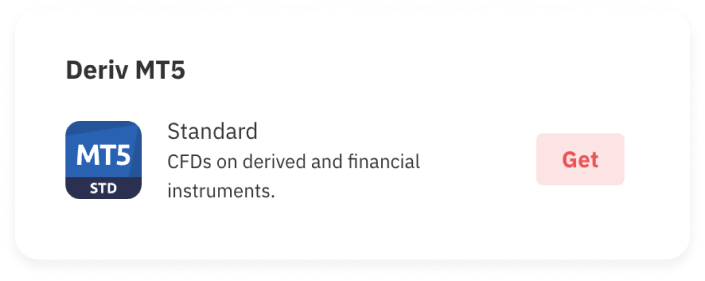 Deriv MT5
Standard
MT5
STD
CFDs on derived and financial
instruments.
Get